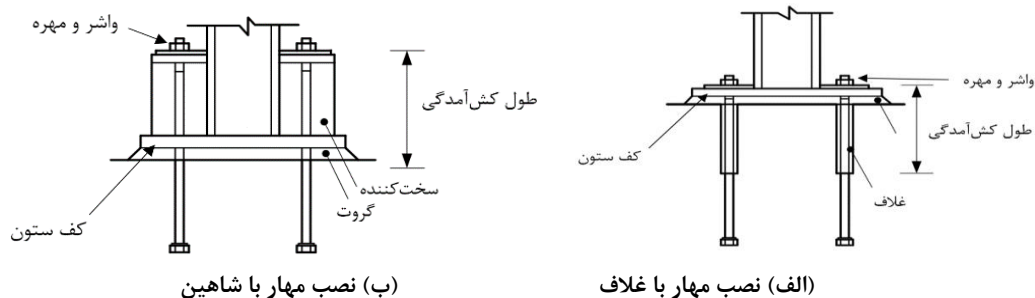 واشر و مهره
طول کش‌آمدگی
کف ستون
غلاف
(الف) نصب مهار با غلاف
واشر و مهره
طول کش‌آمدگی
سخت‌کننده
گروت
کف ستون
(ب) نصب مهار با شاهین